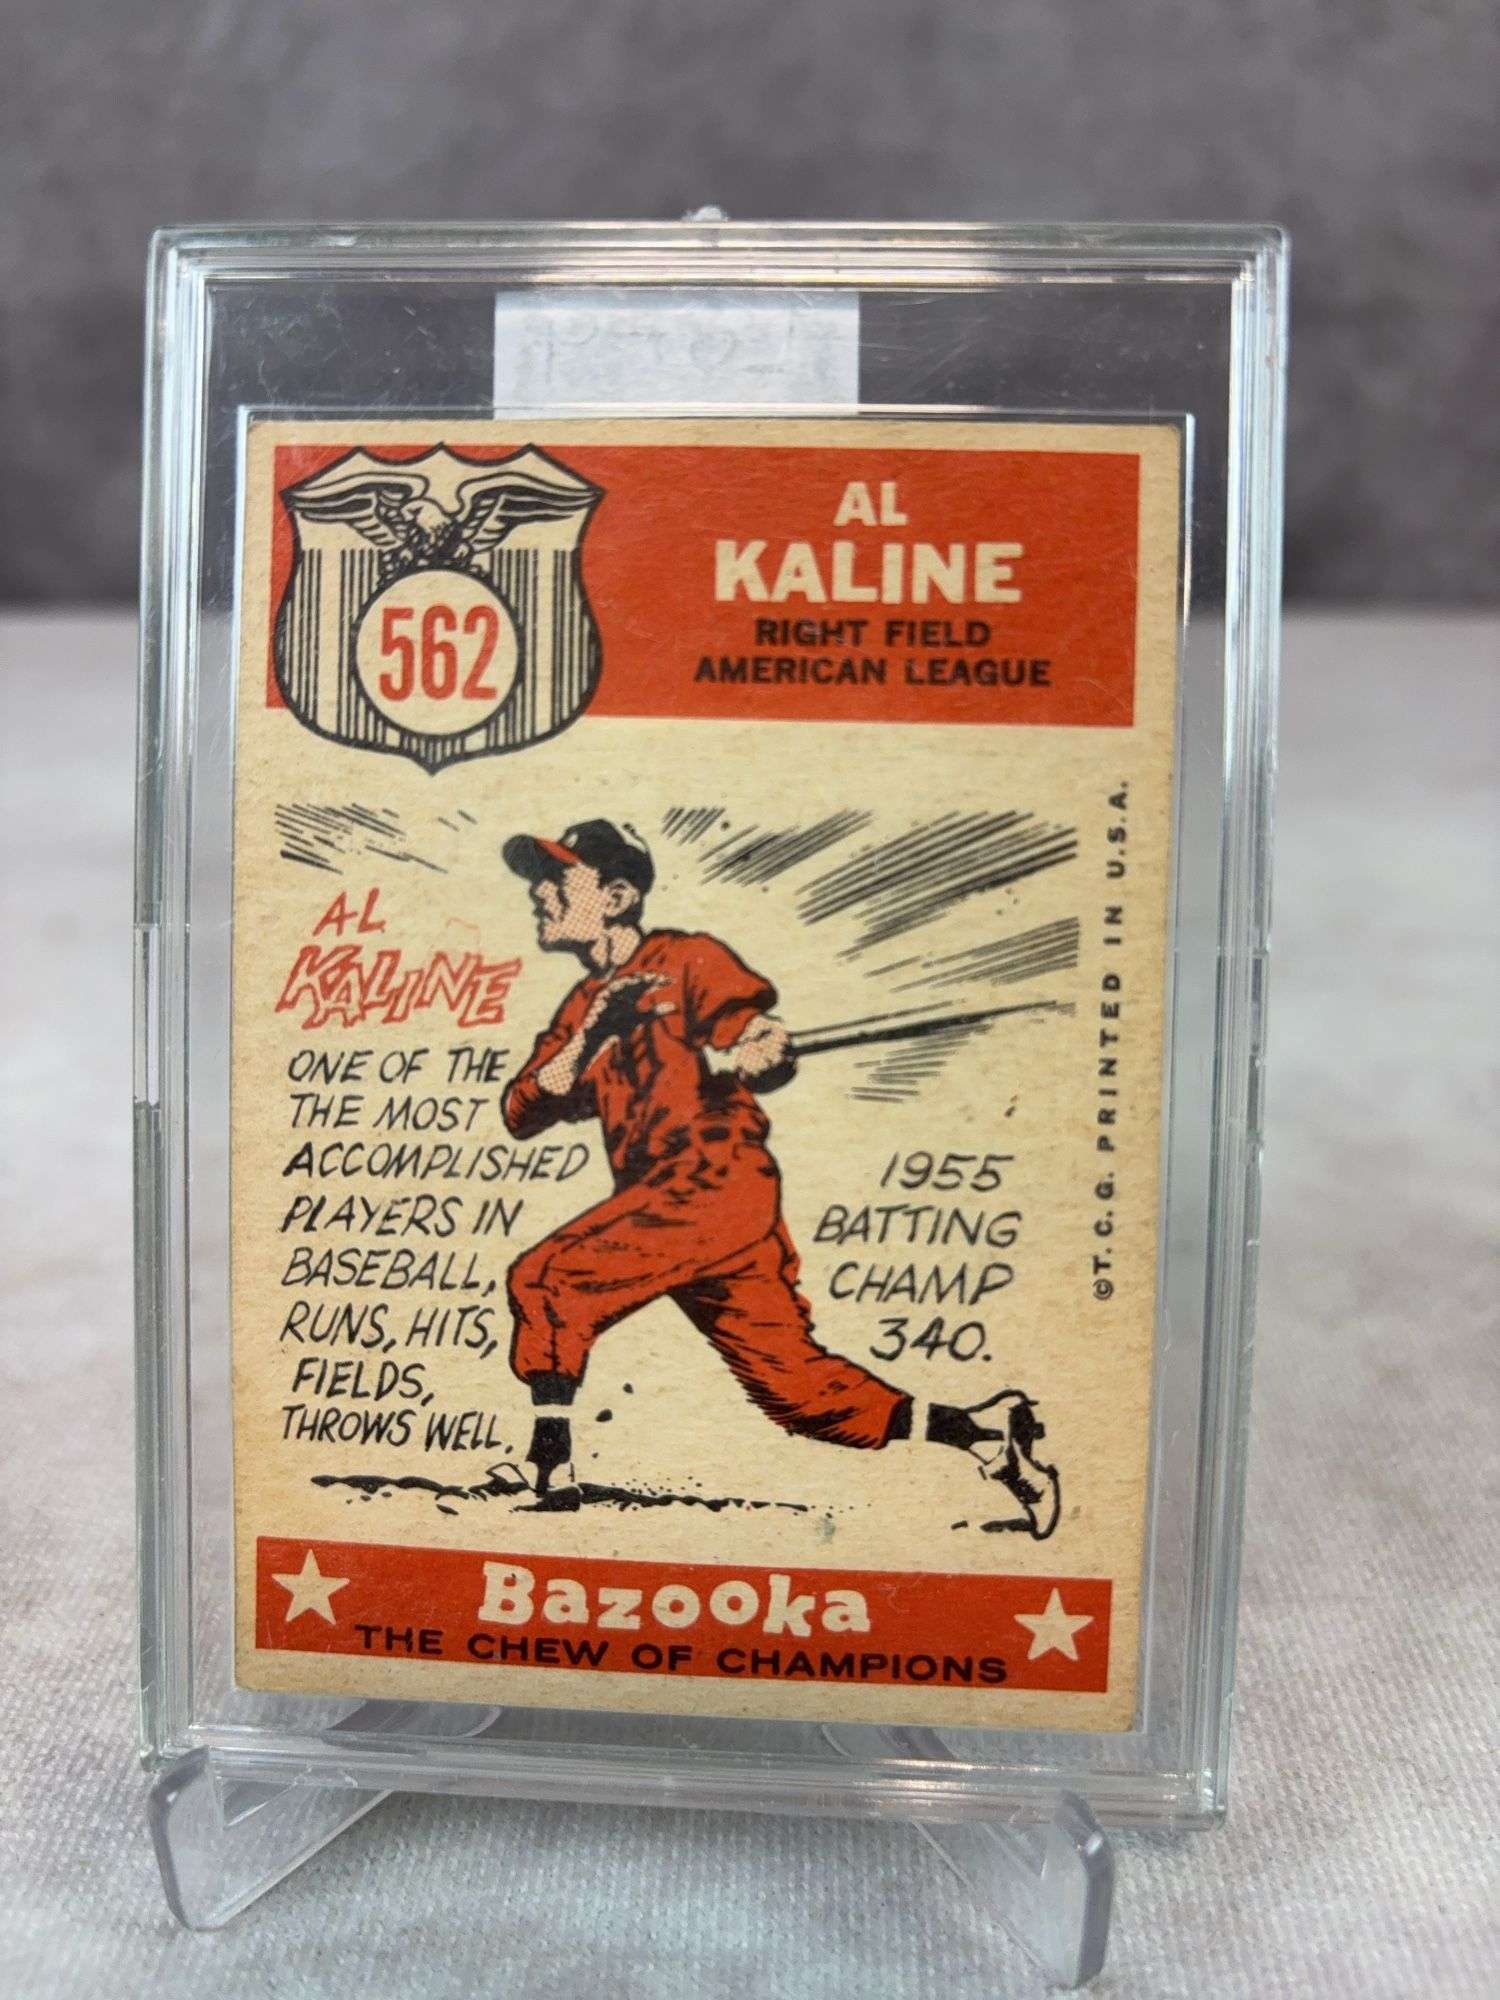 562
AL
KALINE
RIGHT FIELD
AMERICAN LEAGUE
AL
KALINE
ONE OF THE
THE MOST
ACCOMPLISHED
PLAYERS IN
BASEBALL,
RUNS, HITS,
FIELDS,
THROWS WELL.
1955
BATTING
CHAMP
340.
©T.C.G. PRINTED IN U.S.A.
Bazooka
THE CHEW OF CHAMPIONS